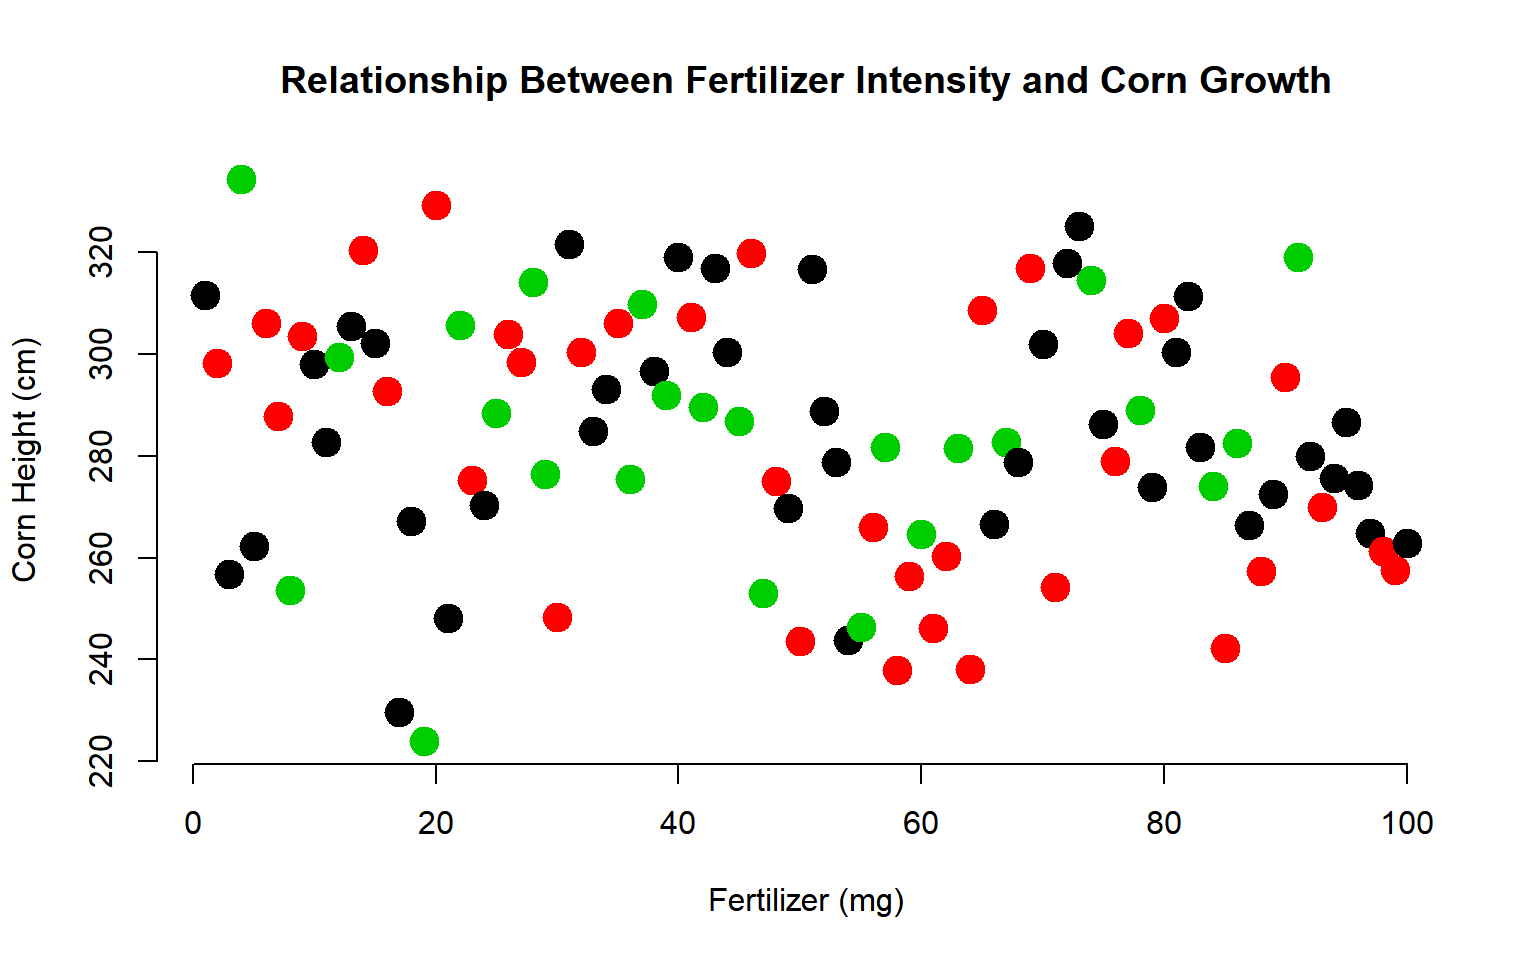 Relationship Between Fertilizer Intensity and Corn Growth
Corn Height (cm)
320
300
280
260
240
220
0 20 40 60 80 100
Fertilizer (mg)